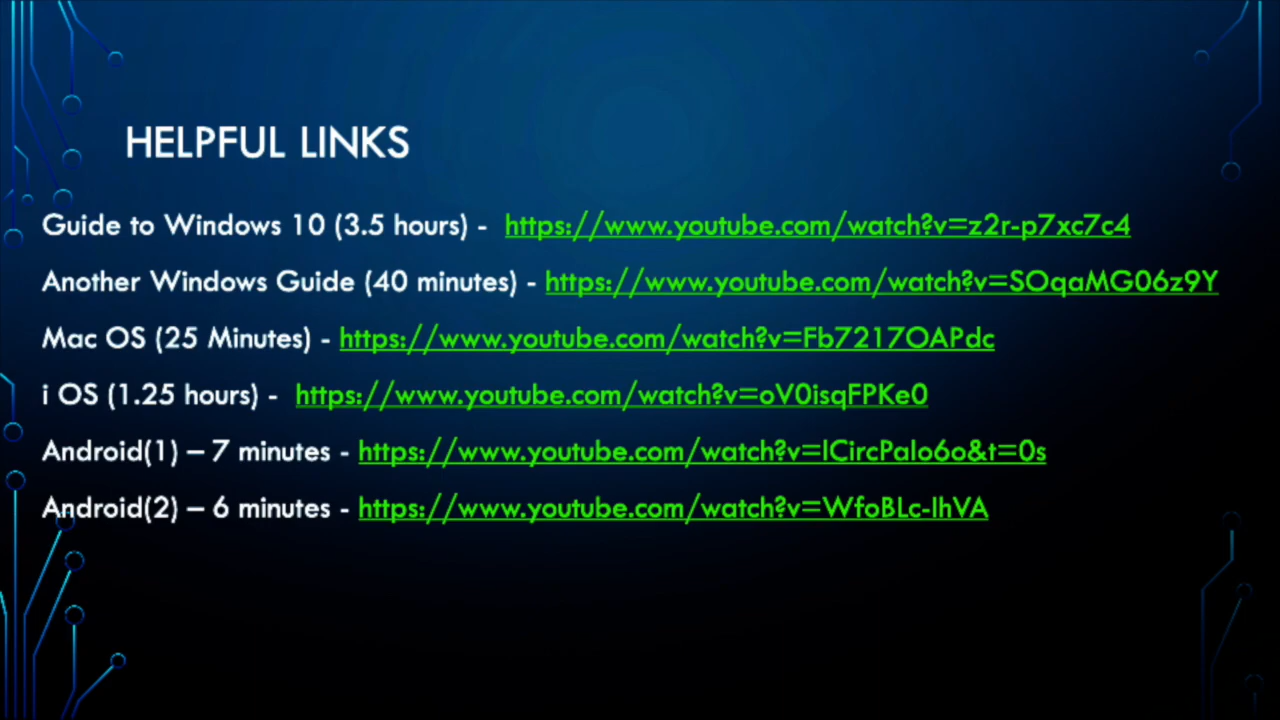 HELPFUL LINKS
Guide to Windows 10 (3.5 hours) - https://www.youtube.com/watch?v=z2r-p7xc7c4
Another Windows Guide (40 minutes) - https://www.youtube.com/watch?v=SOqaMG06z9Y
Mac OS (25 Minutes) - https://www.youtube.com/watch?v=Fb7217OAPdc
i OS (1.25 hours) - https://www.youtube.com/watch?v=oV0isqFPKe0
Android(1) – 7 minutes - https://www.youtube.com/watch?v=lCircPalo6o&t=0s
Android(2) – 6 minutes - https://www.youtube.com/watch?v=WfoBLc-IhVA